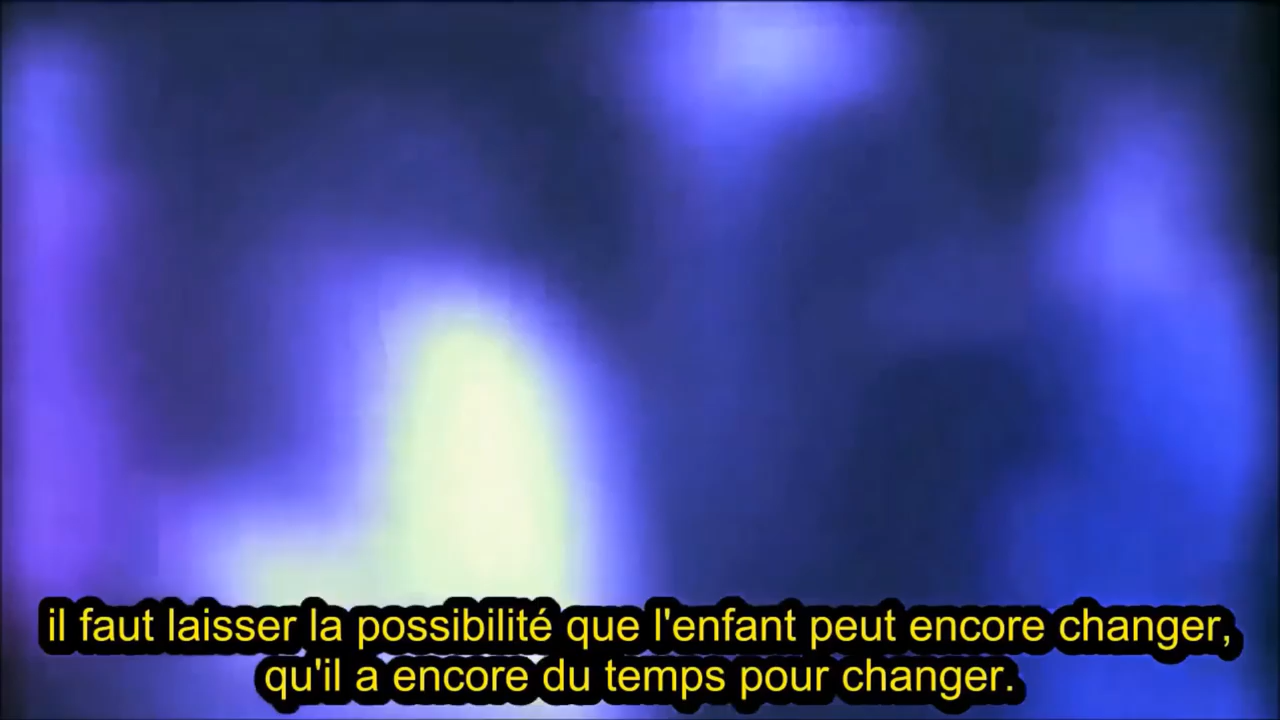 il faut laisser la possibilité que l'enfant peut encore changer,
qu'il a encore du temps pour changer.